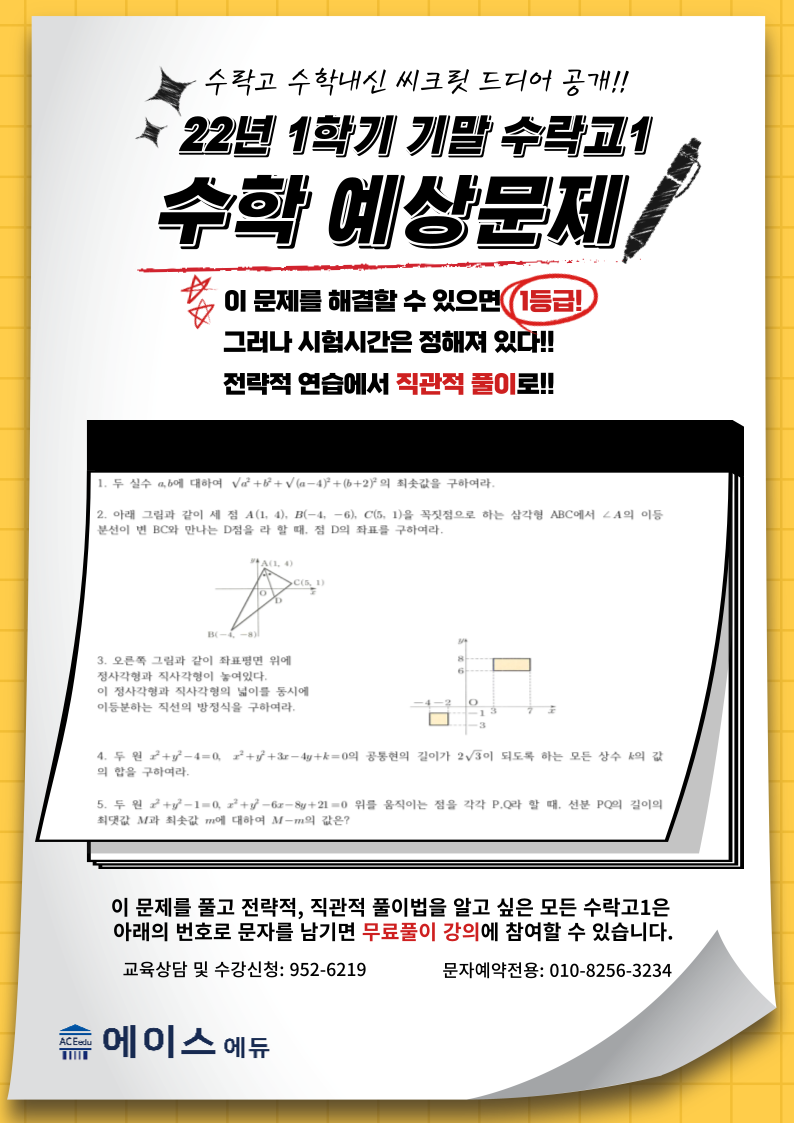 수락고 수학내신 씨크릿 드디어 공개!!
22년 1학기 기말 수락고1
수학 예상문제
이 문제를 해결할 수 있으면 1등급!
그러나 시험시간은 정해져 있다!!
전략적 연습에서 직관적 풀이로!!
1. 두 실수 a,b에 대하여 √a²+b²+√(a−4)²+(b+2)²의 최솟값을 구하여라.
2. 아래 그림과 같이 세 점 A(1, 4), B(−4, −6), C(5, 1)을 꼭짓점으로 하는 삼각형 ABC에서 ∠A의 이등
분선이 변 BC와 만나는 D점을 라 할 때, 점 D의 좌표를 구하여라.
y
A(1, 4)
C(5, 1)
O
x
D
B(−4, −8)
3. 오른쪽 그림과 같이 좌표평면 위에
정사각형과 직사각형이 놓여있다.
이 정사각형과 직사각형의 넓이를 동시에
이등분하는 직선의 방정식을 구하여라.
y
8
6
−4 −2 O
−1 3 7 x
−3
4. 두 원 x²+y²−4=0, x²+y²+3x−4y+k=0의 공통현의 길이가 2√3이 되도록 하는 모든 상수 k의 값
의 합을 구하여라.
5. 두 원 x²+y²−1=0, x²+y²−6x−8y+21=0 위를 움직이는 점을 각각 P,Q라 할 때, 선분 PQ의 길이의
최댓값 M과 최솟값 m에 대하여 M−m의 값은?
이 문제를 풀고 전략적, 직관적 풀이법을 알고 싶은 모든 수락고1은
아래의 번호로 문자를 남기면 무료풀이 강의에 참여할 수 있습니다.
교육상담 및 수강신청: 952-6219
문자예약전용: 010-8256-3234
ACEedu 에이스 에듀